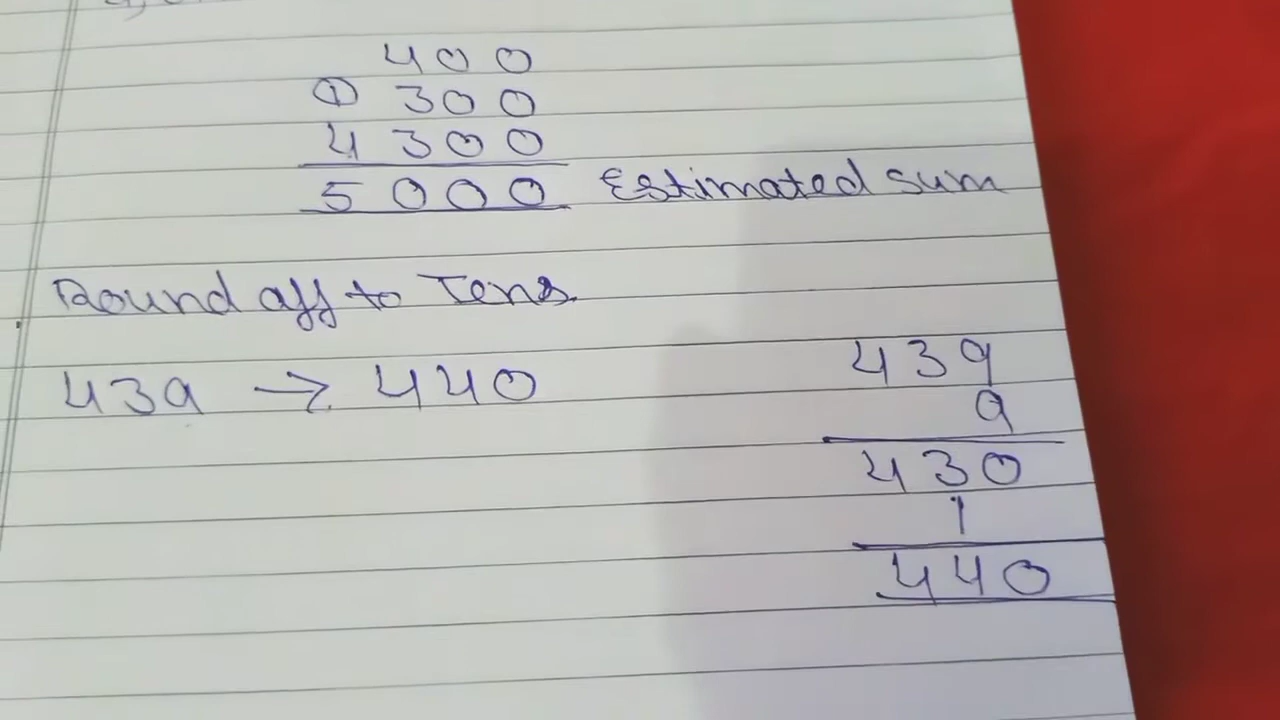 400
① 300
4300
5000 Estimated sum
Round off to Tens.
439 → 440
439
9
430
1
440